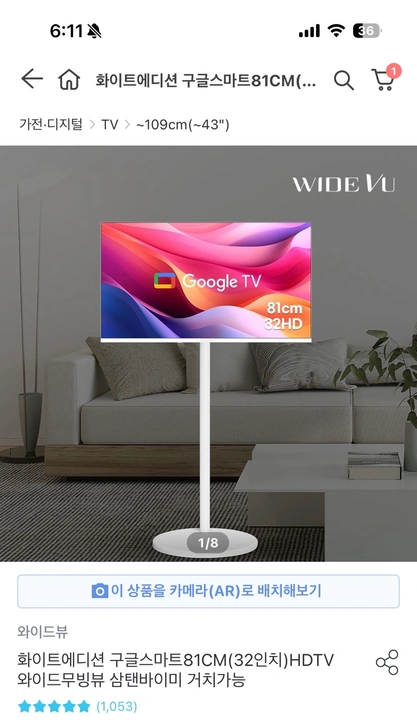 6:11
36
화이트에디션 구글스마트81CM(...
1
가전·디지털 > TV > ~109cm(~43")
WIDE VU
Google TV
81cm
32HD
1/8
이 상품을 카메라(AR)로 배치해보기
와이드뷰
화이트에디션 구글스마트81CM(32인치)HDTV
와이드무빙뷰 삼탠바이미 거치가능
(1,053)